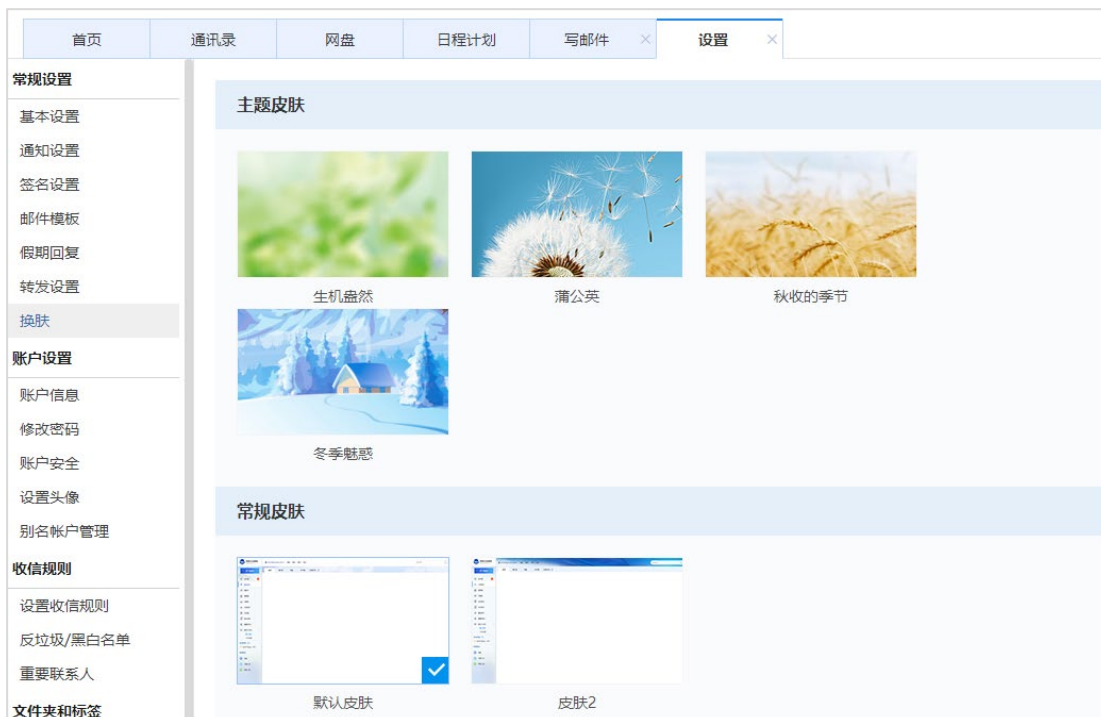 首页 通讯录 网盘 日程计划 写邮件 × 设置 ×
常规设置
基本设置
通知设置
签名设置
邮件模板
假期回复
转发设置
换肤
账户设置
账户信息
修改密码
账户安全
设置头像
别名帐户管理
收信规则
设置收信规则
反垃圾/黑白名单
重要联系人
文件夹和标签
主题皮肤
生机盎然 蒲公英 秋收的季节
冬季魅惑
常规皮肤
默认皮肤 皮肤2